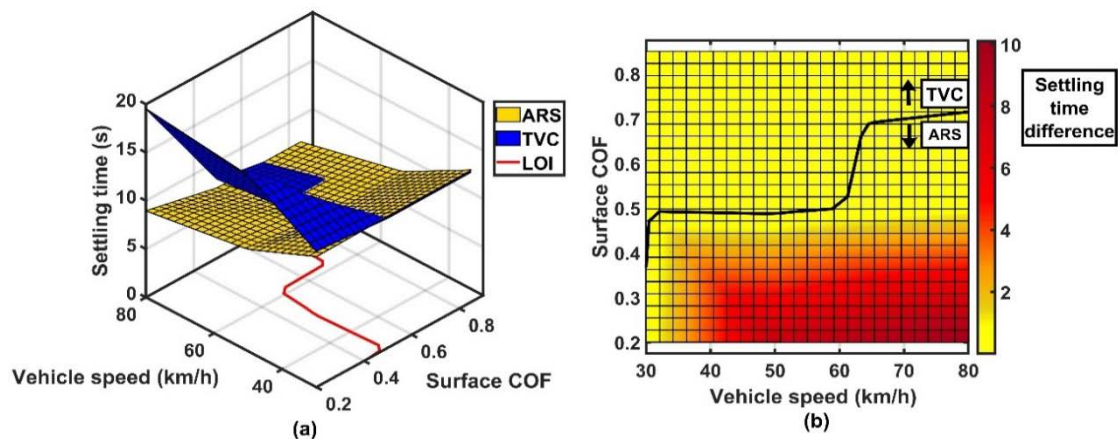 20
15
10
5
0
Settling time (s)
80
60
40
Vehicle speed (km/h)
0.2
0.4
0.6
0.8
Surface COF
ARS
TVC
LOI
(a)
0.8
0.7
0.6
0.5
0.4
0.3
0.2
Surface COF
30 40 50 60 70 80
Vehicle speed (km/h)
TVC
ARS
10
8
6
4
2
Settling
time
difference
(b)